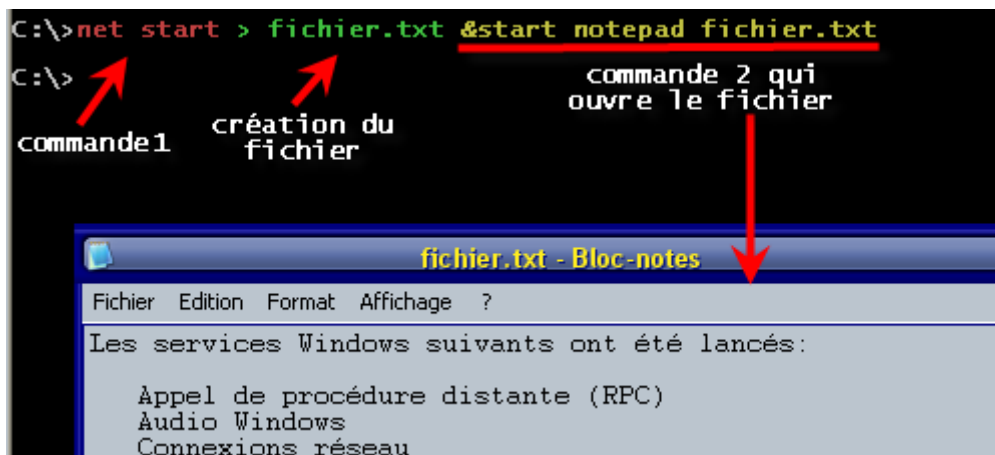 C:\>net start > fichier.txt &start notepad fichier.txt
C:\>
commande 2 qui
ouvre le fichier
création du
fichier
commande1
fichier.txt - Bloc-notes
Fichier Edition Format Affichage ?
Les services Windows suivants ont été lancés:
Appel de procédure distante (RPC)
Audio Windows
Connexions réseau